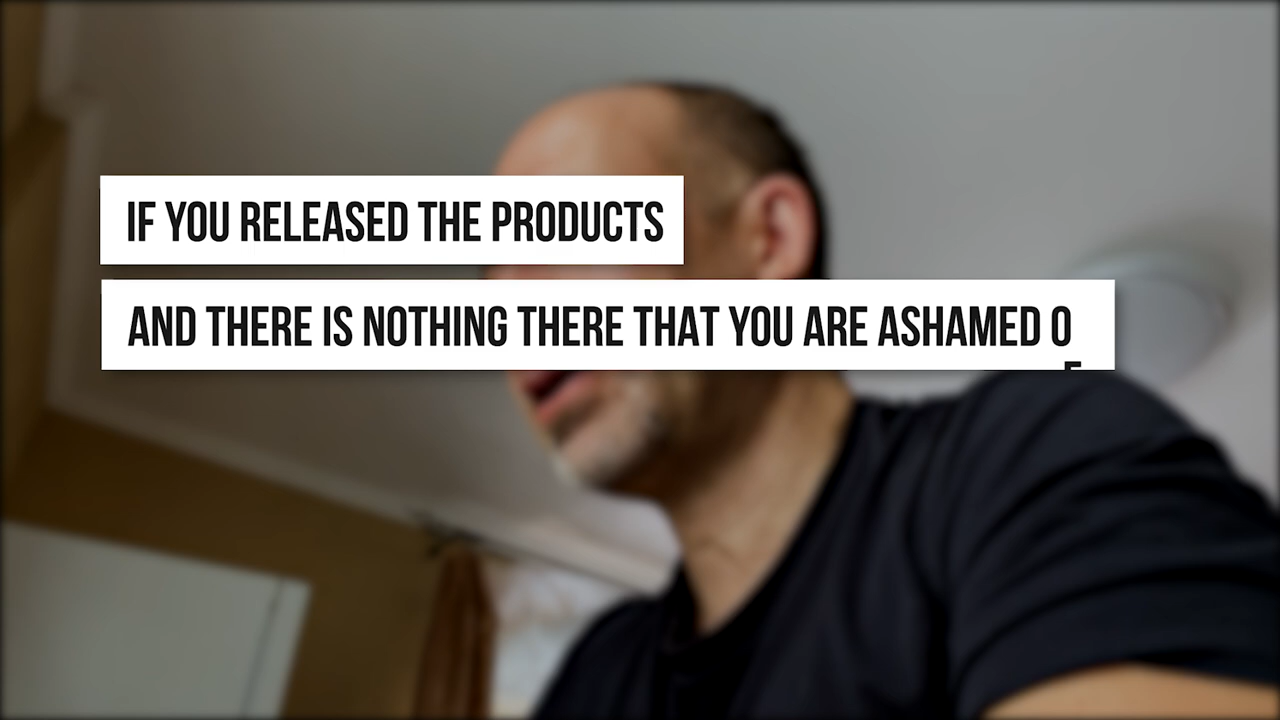 IF YOU RELEASED THE PRODUCTS
AND THERE IS NOTHING THERE THAT YOU ARE ASHAMED O